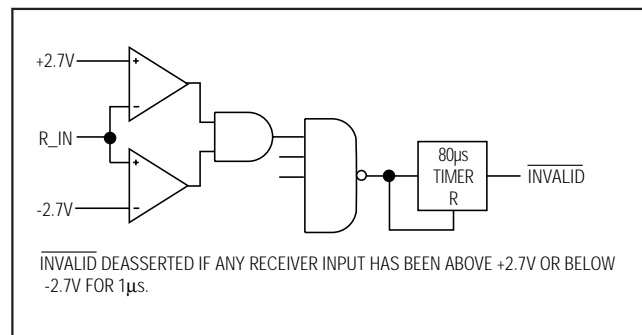 +2.7V
+
-
R_IN
+
-
-2.7V
80µs
TIMER
R
INVALID
INVALID DEASSERTED IF ANY RECEIVER INPUT HAS BEEN ABOVE +2.7V OR BELOW
-2.7V FOR 1µs.